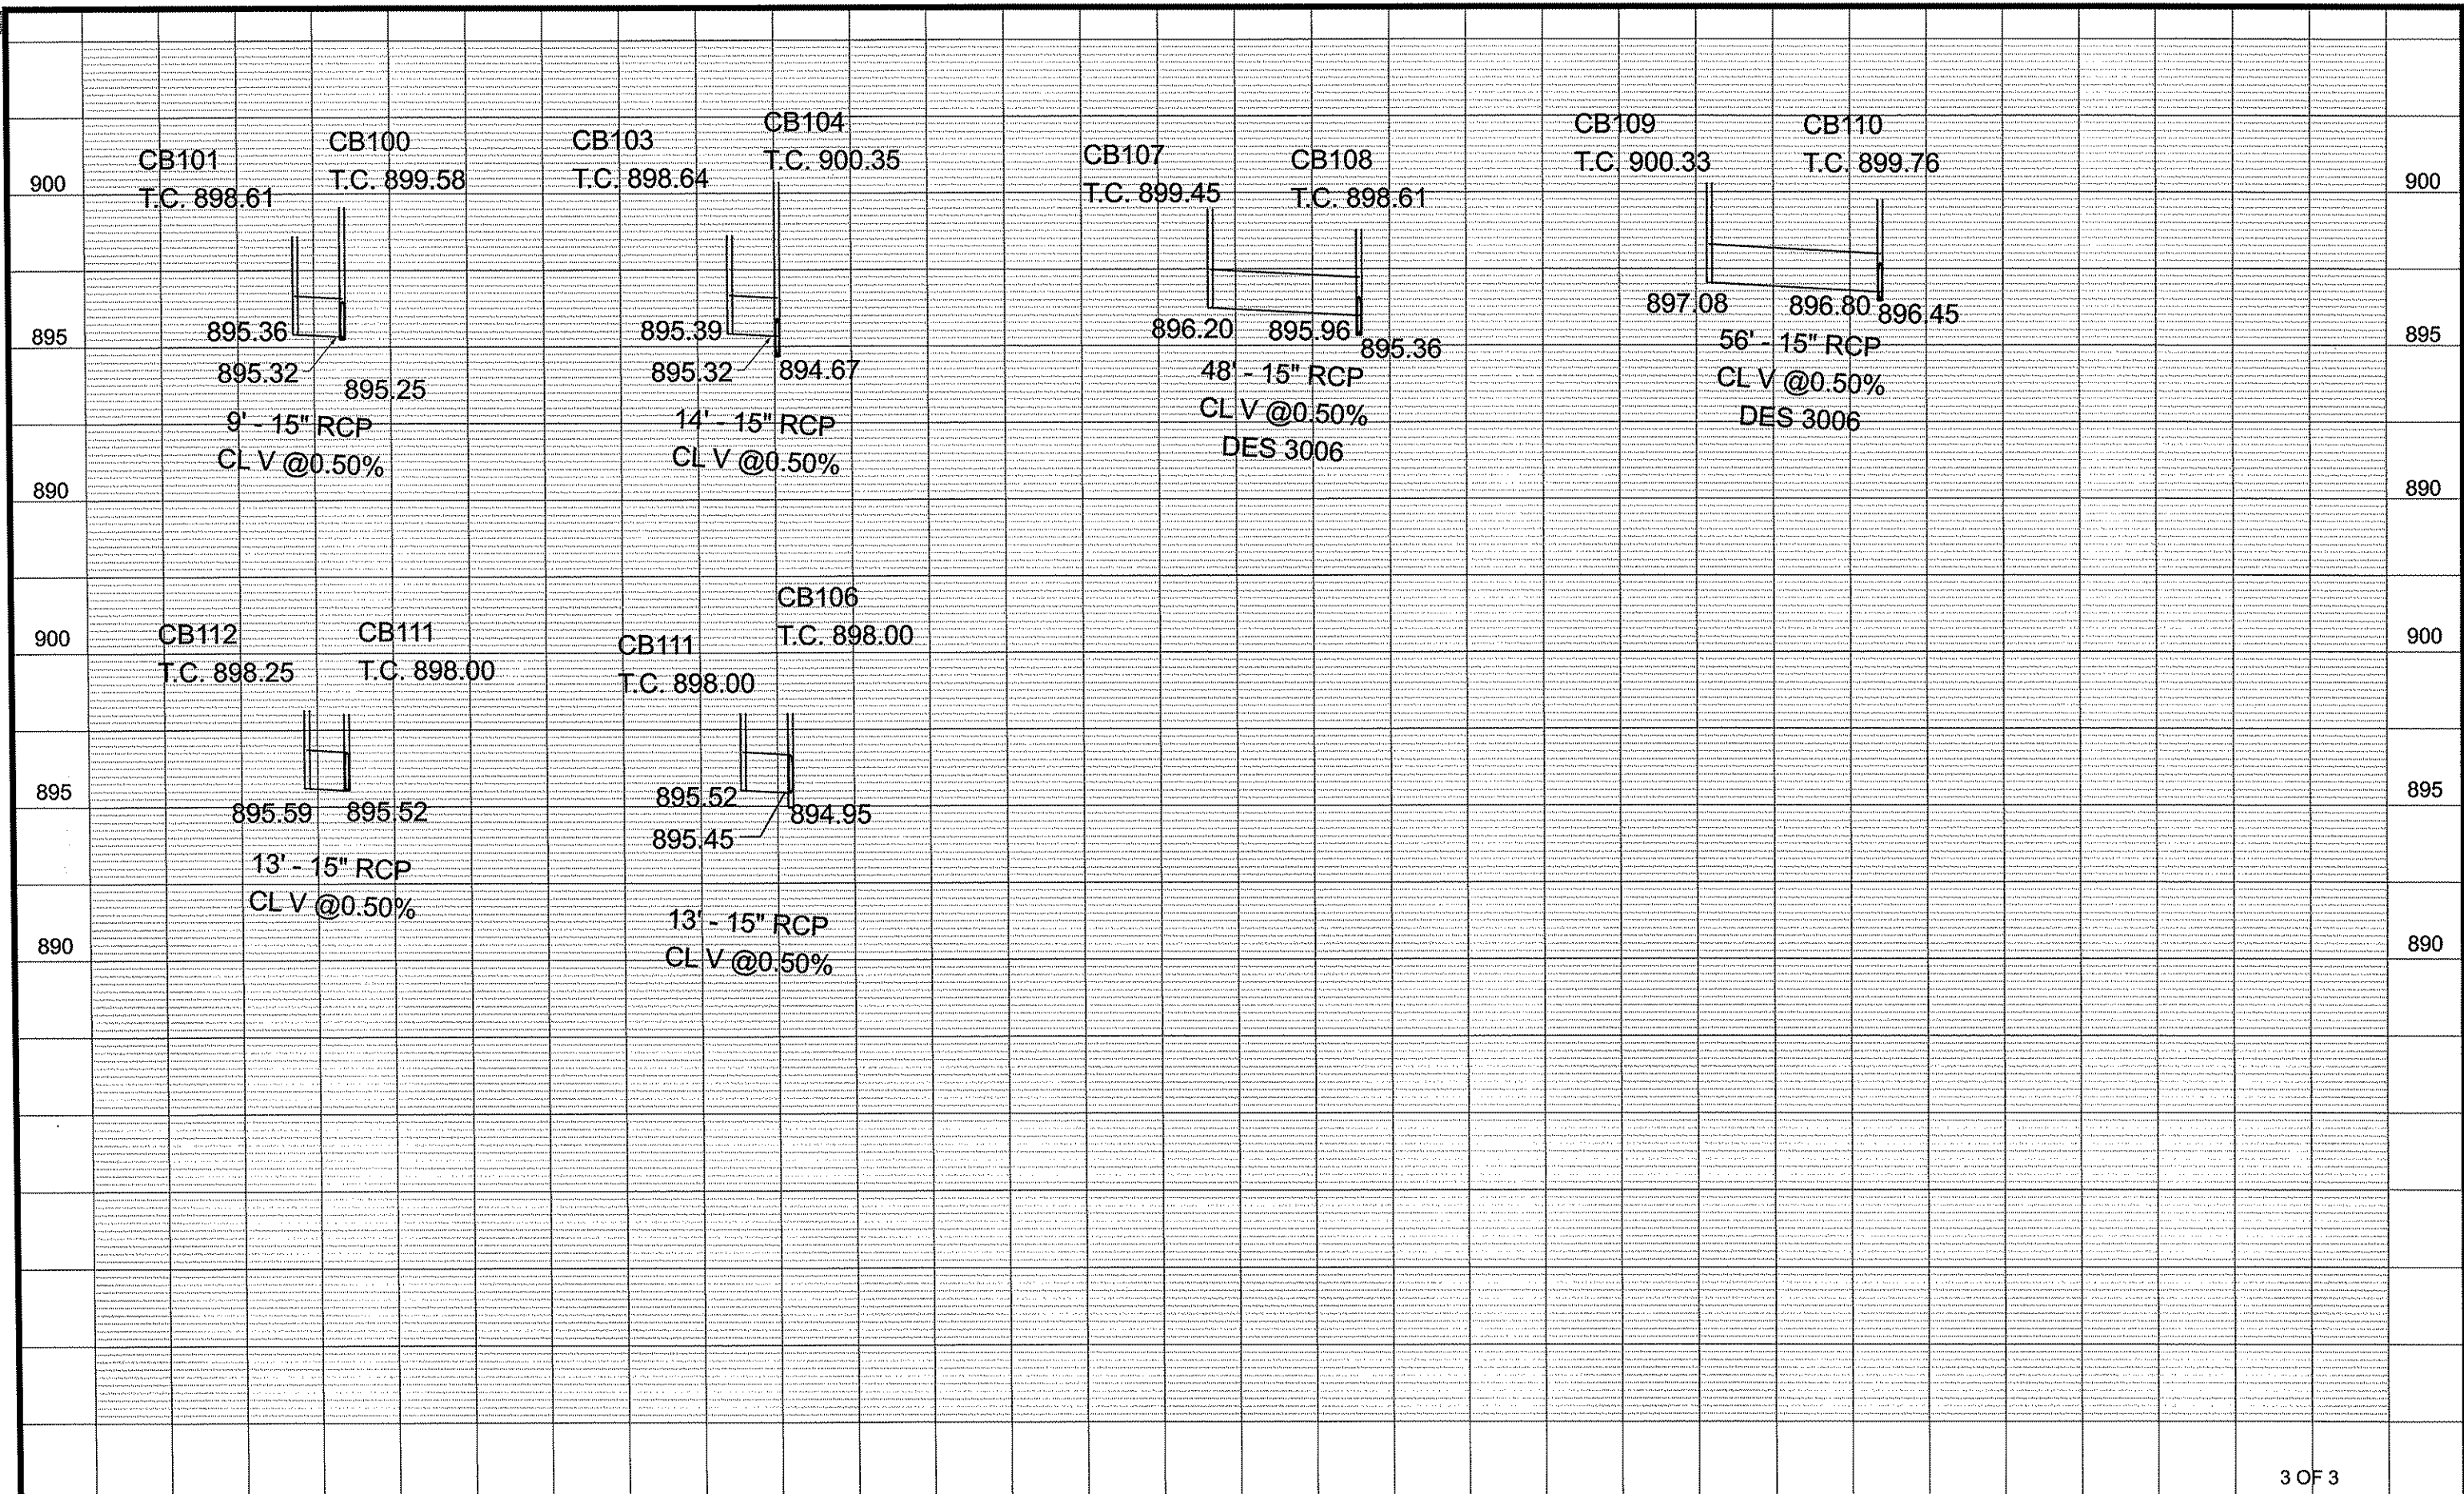 CB101
T.C. 898.61
CB100
T.C. 899.58
895.36
895.32
895.25
9' - 15" RCP
CL V @0.50%
CB103
T.C. 898.64
CB104
T.C. 900.35
895.39
895.32
894.67
14' - 15" RCP
CL V @0.50%
CB107
T.C. 899.45
CB108
T.C. 898.61
896.20
895.96
895.36
48' - 15" RCP
CL V @0.50%
DES 3006
CB109
T.C. 900.33
CB110
T.C. 899.76
897.08
896.80
896.45
56' - 15" RCP
CL V @0.50%
DES 3006
900
900
895
895
890
890
CB112
T.C. 898.25
CB111
T.C. 898.00
895.59
895.52
13' - 15" RCP
CL V @0.50%
CB111
T.C. 898.00
CB106
T.C. 898.00
895.52
895.45
894.95
13' - 15" RCP
CL V @0.50%
900
900
895
895
890
890
3 OF 3